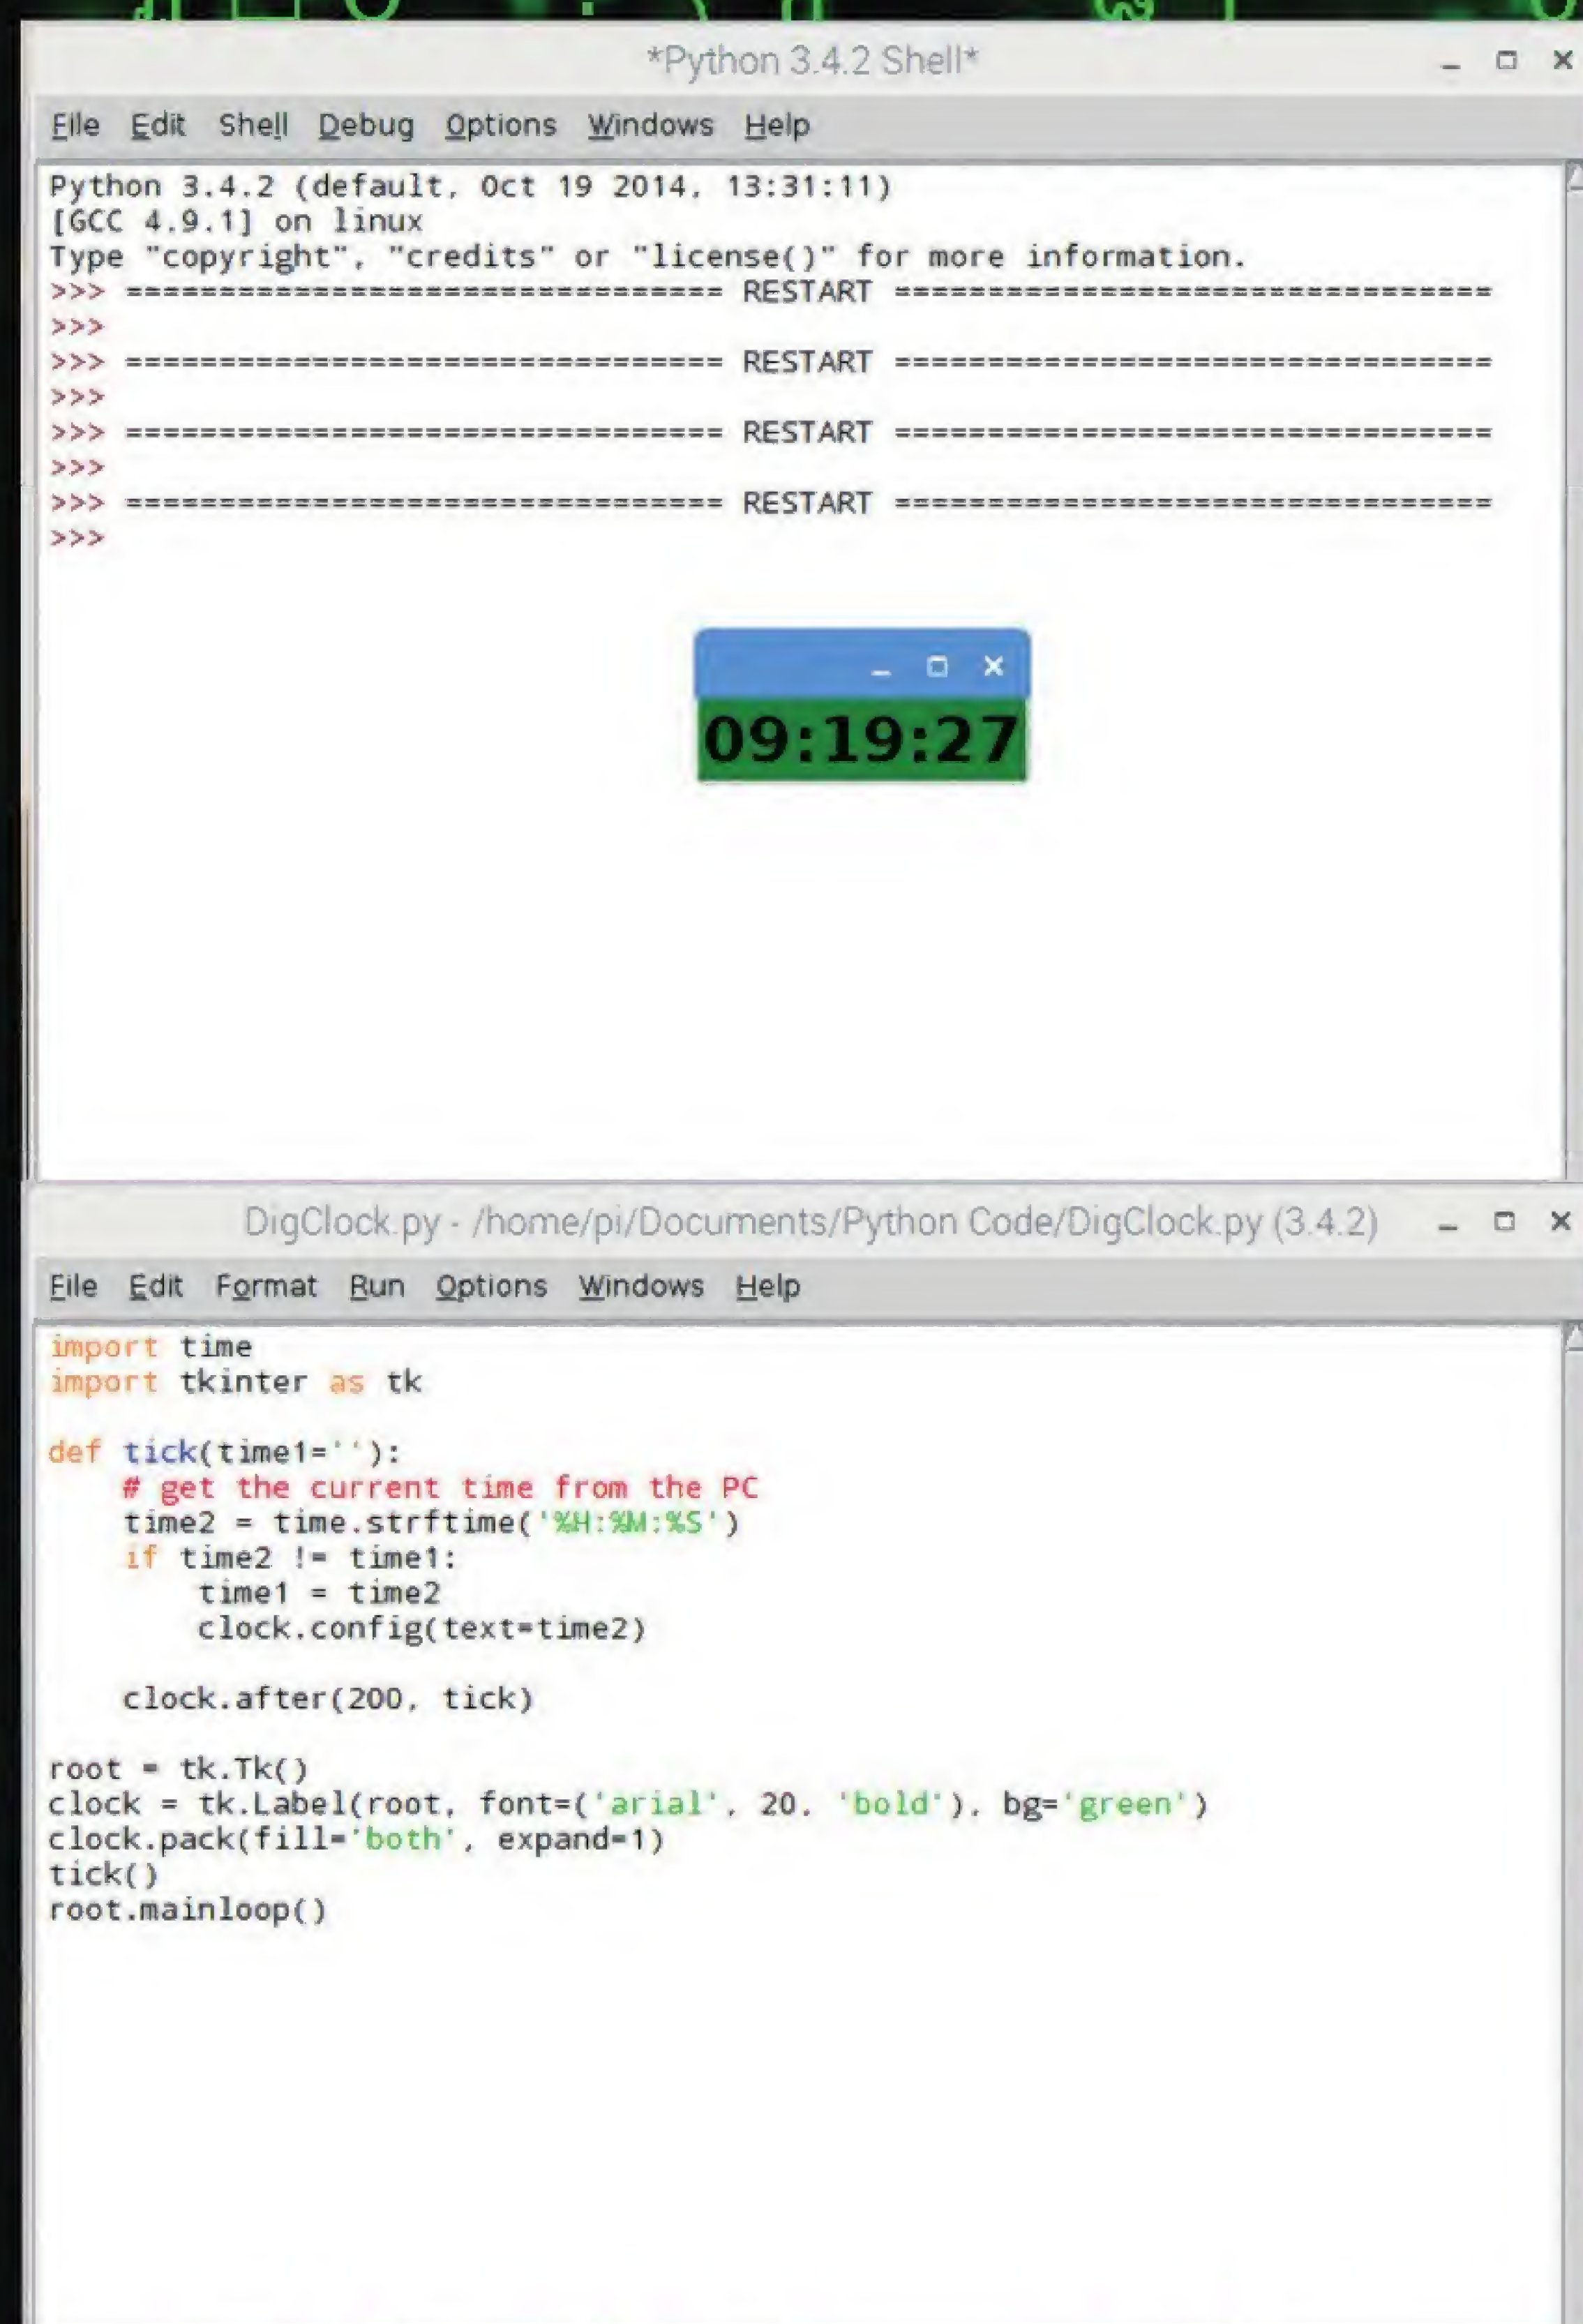 *Python 3.4.2 Shell*
File Edit Shell Debug Options Windows Help
Python 3.4.2 (default, Oct 19 2014, 13:31:11)
[GCC 4.9.1] on linux
Type "copyright", "credits" or "license()" for more information.
>>> ================================ RESTART ================================
>>>
>>> ================================ RESTART ================================
>>>
>>> ================================ RESTART ================================
>>>
>>> ================================ RESTART ================================
>>>
09:19:27
DigClock.py - /home/pi/Documents/Python Code/DigClock.py (3.4.2)
File Edit Format Run Options Windows Help
import time
import tkinter as tk

def tick(time1=''):
    # get the current time from the PC
    time2 = time.strftime('%H:%M:%S')
    if time2 != time1:
        time1 = time2
        clock.config(text=time2)

    clock.after(200, tick)

root = tk.Tk()
clock = tk.Label(root, font=('arial', 20, 'bold'), bg='green')
clock.pack(fill='both', expand=1)
tick()
root.mainloop()